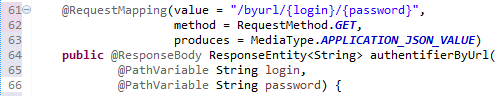 61 @RequestMapping(value = "/byurl/{login}/{password}",
62 method = RequestMethod.GET,
63 produces = MediaType.APPLICATION_JSON_VALUE)
64 public @ResponseBody ResponseEntity<String> authentifierByUrl(
65 @PathVariable String login,
66 @PathVariable String password) {